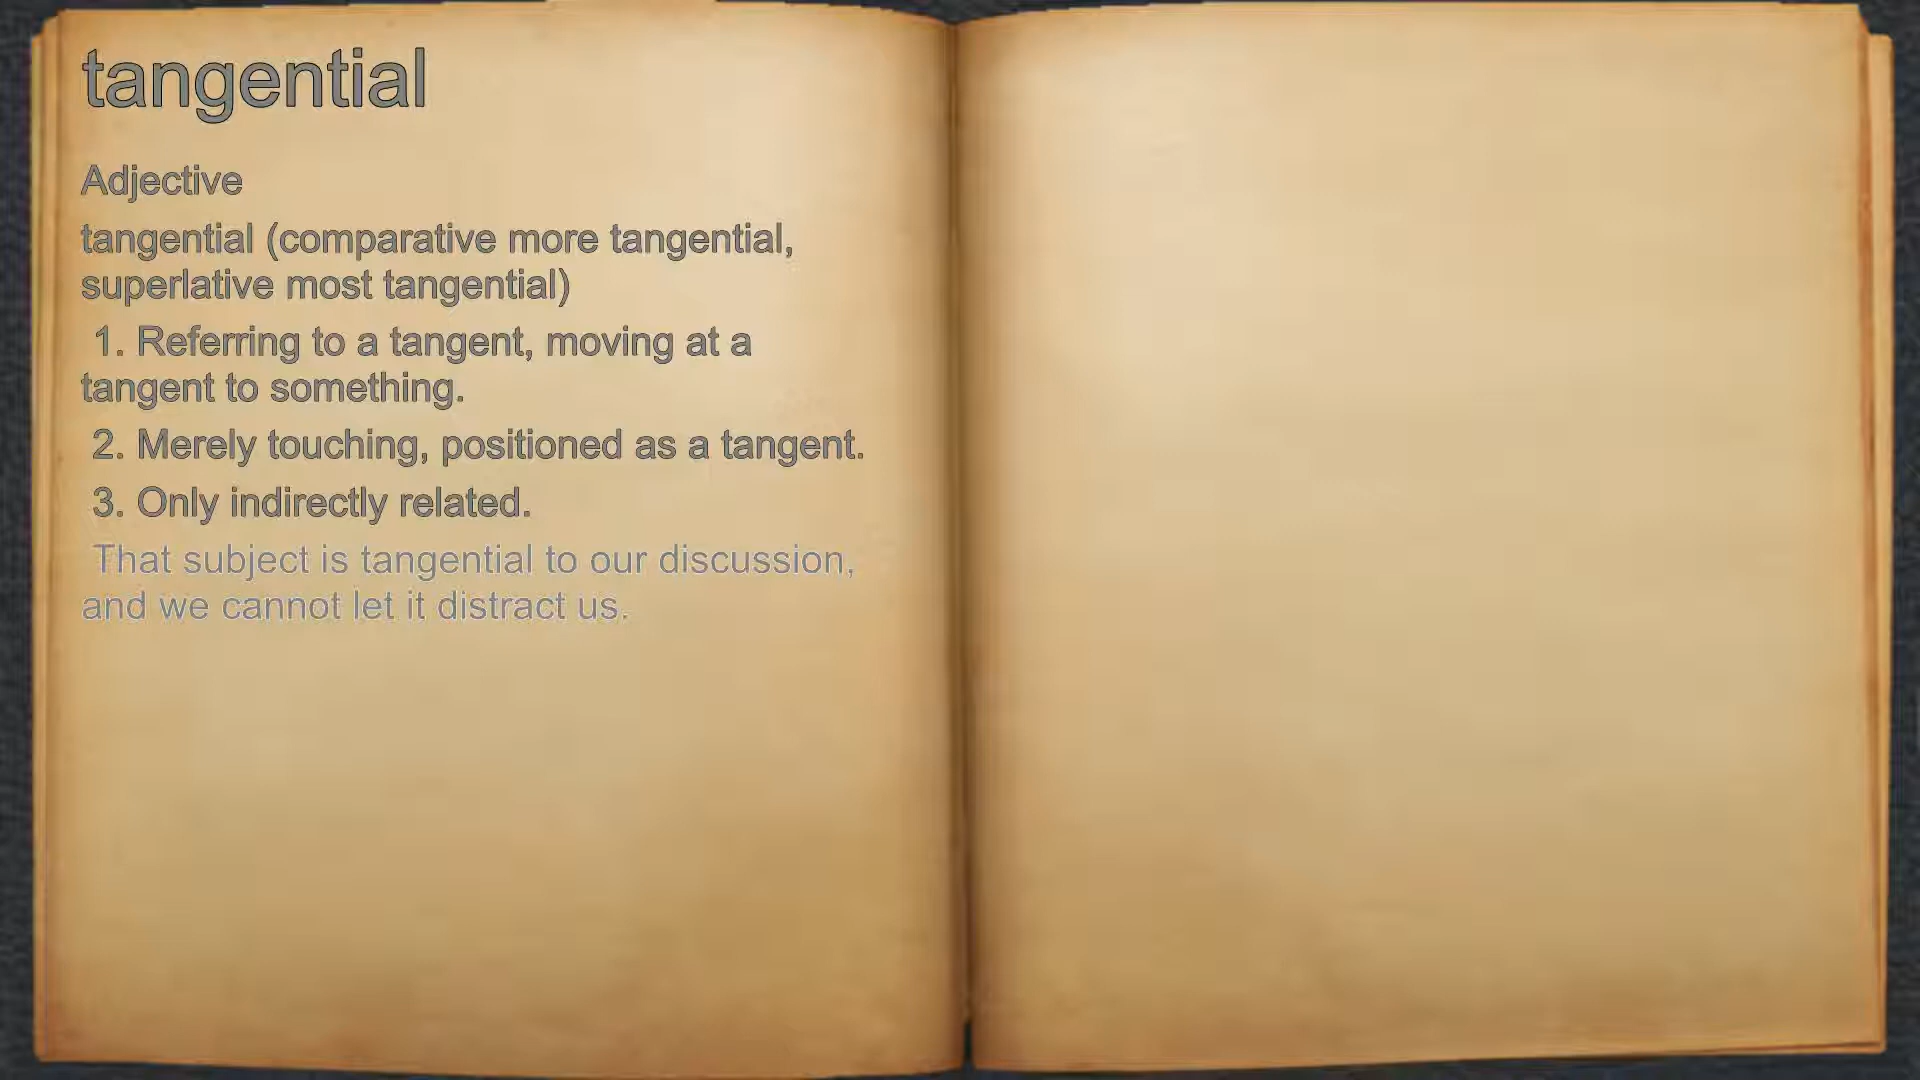 tangential
Adjective
tangential (comparative more tangential,
superlative most tangential)
1. Referring to a tangent, moving at a
tangent to something.
2. Merely touching, positioned as a tangent.
3. Only indirectly related.
That subject is tangential to our discussion,
and we cannot let it distract us.